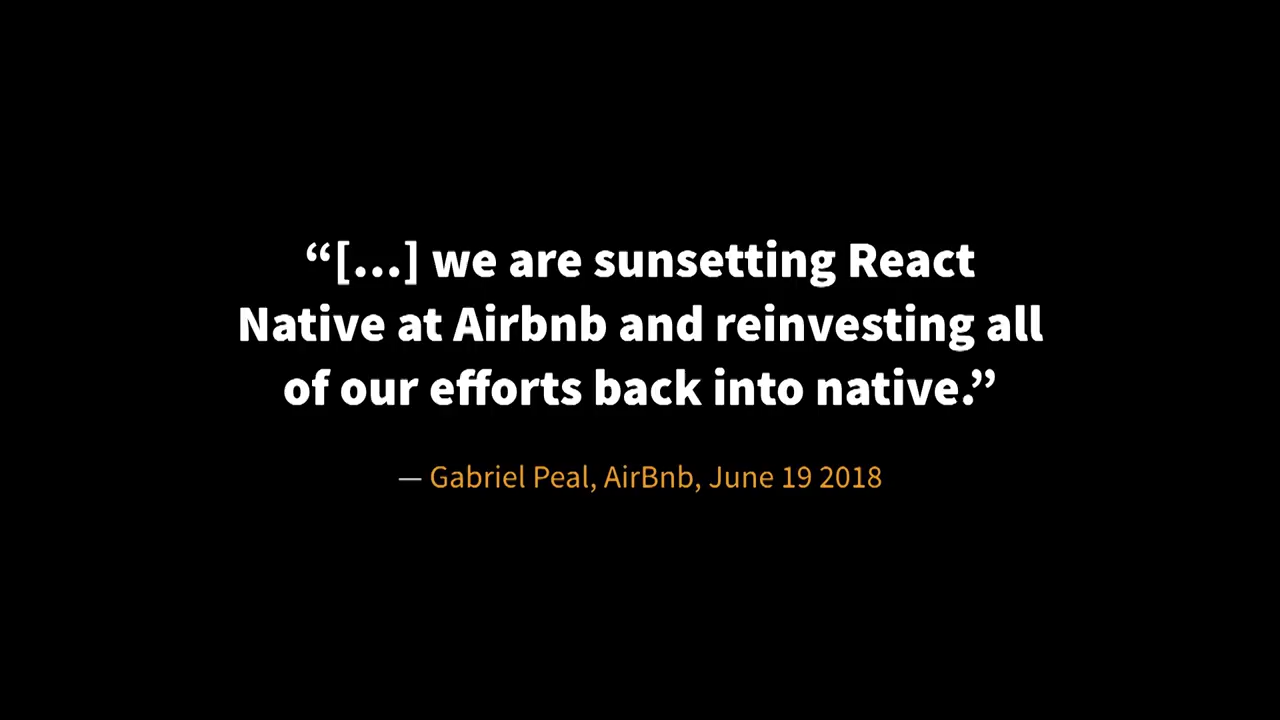 “[…] we are sunsetting React
Native at Airbnb and reinvesting all
of our efforts back into native.”
— Gabriel Peal, AirBnb, June 19 2018